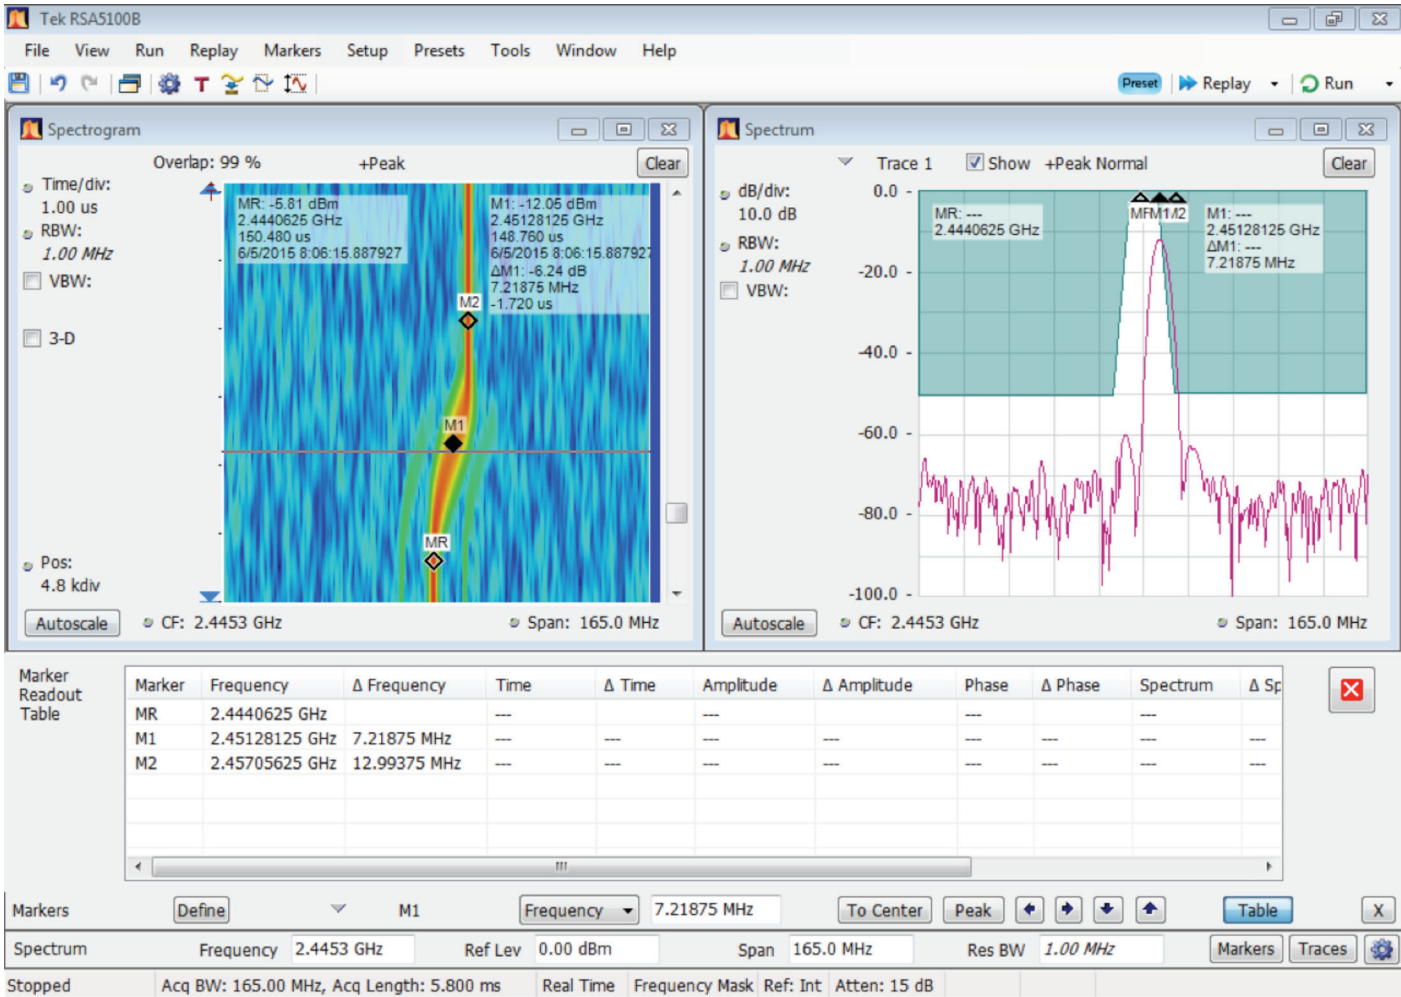 Tek RSA5100B
File View Run Replay Markers Setup Presets Tools Window Help
T Preset Replay Run
Spectrogram
Overlap: 99 % +Peak Clear
Time/div:
1.00 us
RBW:
1.00 MHz
VBW:
3-D
Pos:
4.8 kdiv
MR: -5.81 dBm
2.4440625 GHz
150.480 us
6/5/2015 8:06:15.887927
M1: -12.05 dBm
2.45128125 GHz
148.760 us
6/5/2015 8:06:15.887927
ΔM1: -6.24 dB
7.21875 MHz
-1.720 us
M2
M1
MR
Autoscale CF: 2.4453 GHz Span: 165.0 MHz
Spectrum
Trace 1 Show +Peak Normal Clear
dB/div:
10.0 dB
RBW:
1.00 MHz
VBW:
0.0 -
-20.0 -
-40.0 -
-60.0 -
-80.0 -
-100.0 -
MR: ---
2.4440625 GHz
M1: ---
2.45128125 GHz
ΔM1: ---
7.21875 MHz
Autoscale CF: 2.4453 GHz Span: 165.0 MHz
Marker
Readout
Table
Marker Frequency Δ Frequency Time Δ Time Amplitude Δ Amplitude Phase Δ Phase Spectrum Δ Sp
MR 2.4440625 GHz --- --- --- ---
M1 2.45128125 GHz 7.21875 MHz --- --- --- --- --- --- --- ---
M2 2.45705625 GHz 12.99375 MHz --- --- --- --- --- --- --- ---
Markers Define M1 Frequency 7.21875 MHz To Center Peak Table X
Spectrum Frequency 2.4453 GHz Ref Lev 0.00 dBm Span 165.0 MHz Res BW 1.00 MHz Markers Traces
Stopped Acq BW: 165.00 MHz, Acq Length: 5.800 ms Real Time Frequency Mask Ref: Int Atten: 15 dB